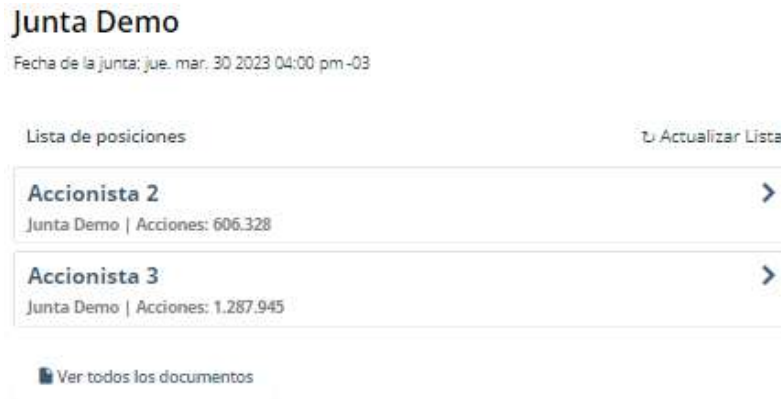 Junta Demo
Fecha de la junta: jue. mar. 30 2023 04:00 pm -03
Lista de posiciones
Actualizar Lista
Accionista 2
Junta Demo | Acciones: 606.328
Accionista 3
Junta Demo | Acciones: 1.287.945
Ver todos los documentos